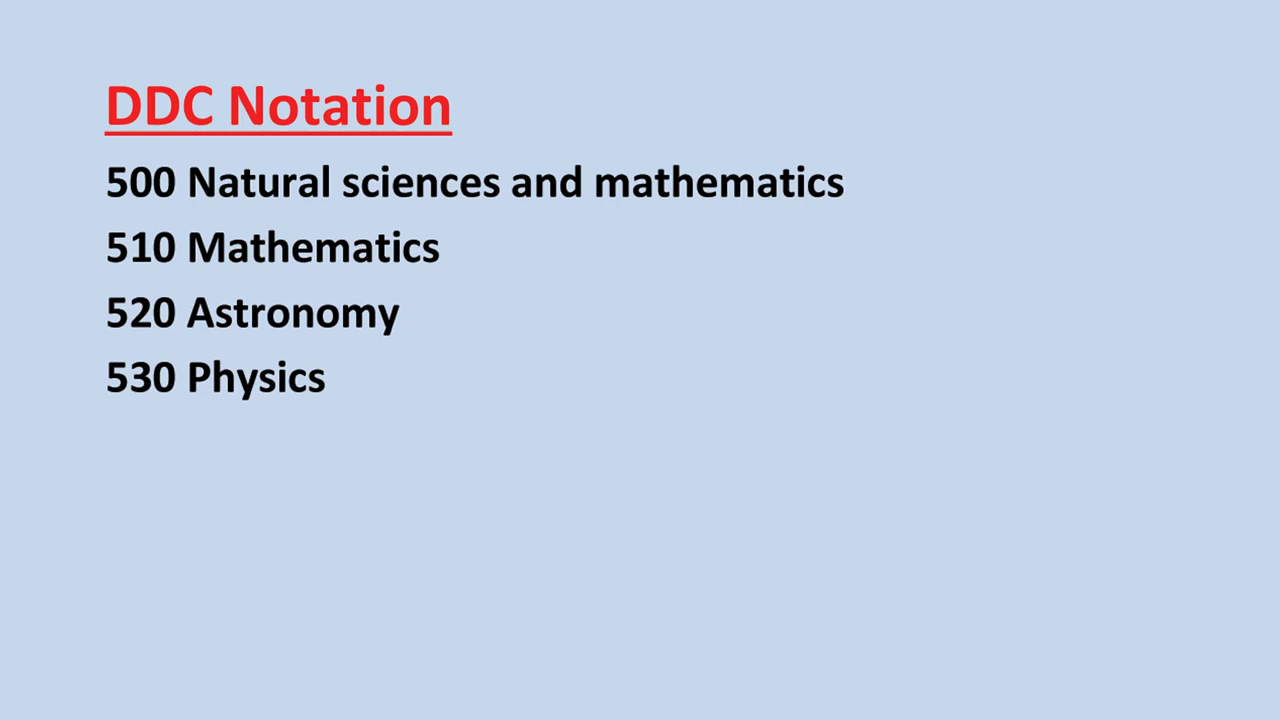 DDC Notation
500 Natural sciences and mathematics
510 Mathematics
520 Astronomy
530 Physics